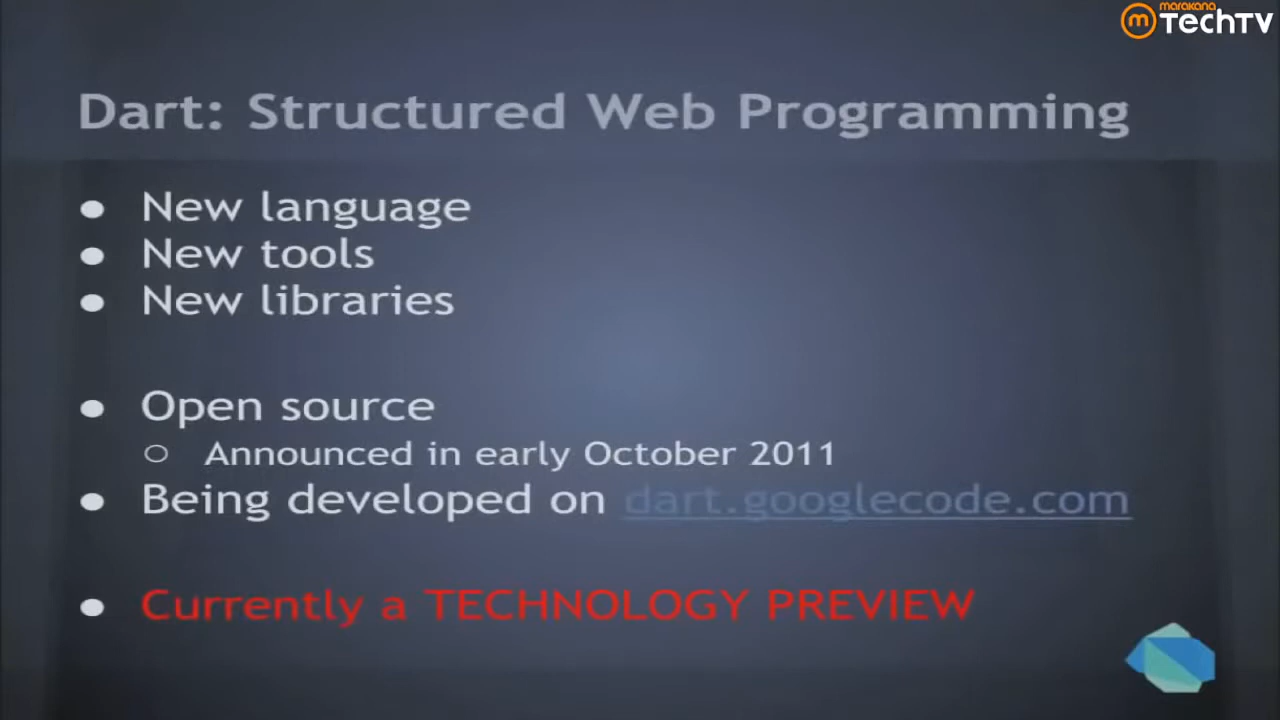 marakana
m TechTV
Dart: Structured Web Programming
● New language
● New tools
● New libraries
● Open source
○ Announced in early October 2011
● Being developed on dart.googlecode.com
● Currently a TECHNOLOGY PREVIEW